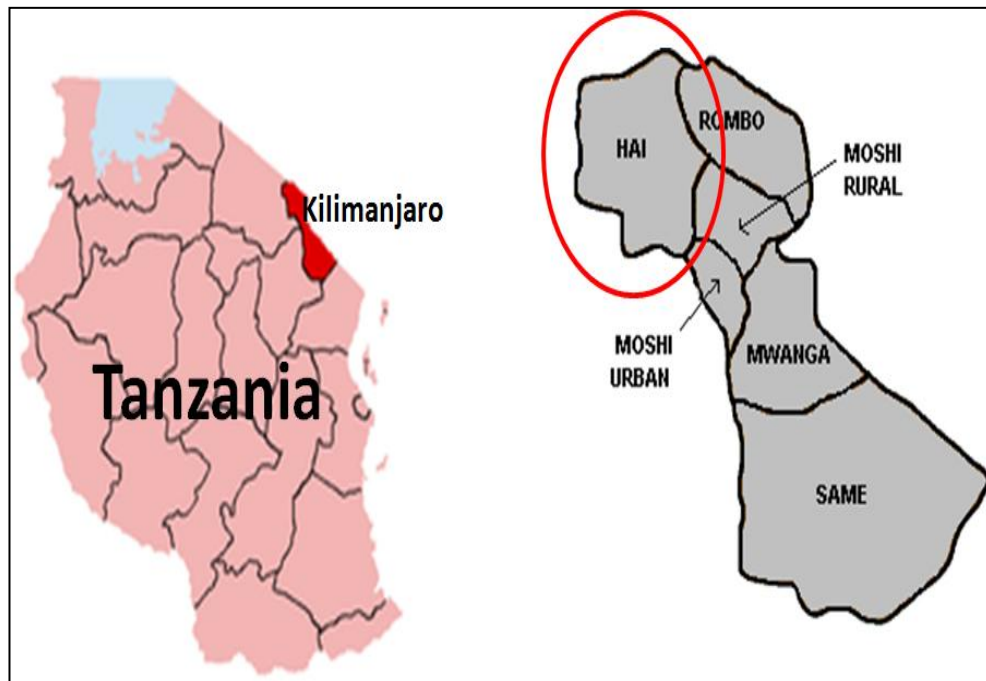 Kilimanjaro
Tanzania
HAI
ROMBO
MOSHI
RURAL
MOSHI
URBAN
MWANGA
SAME